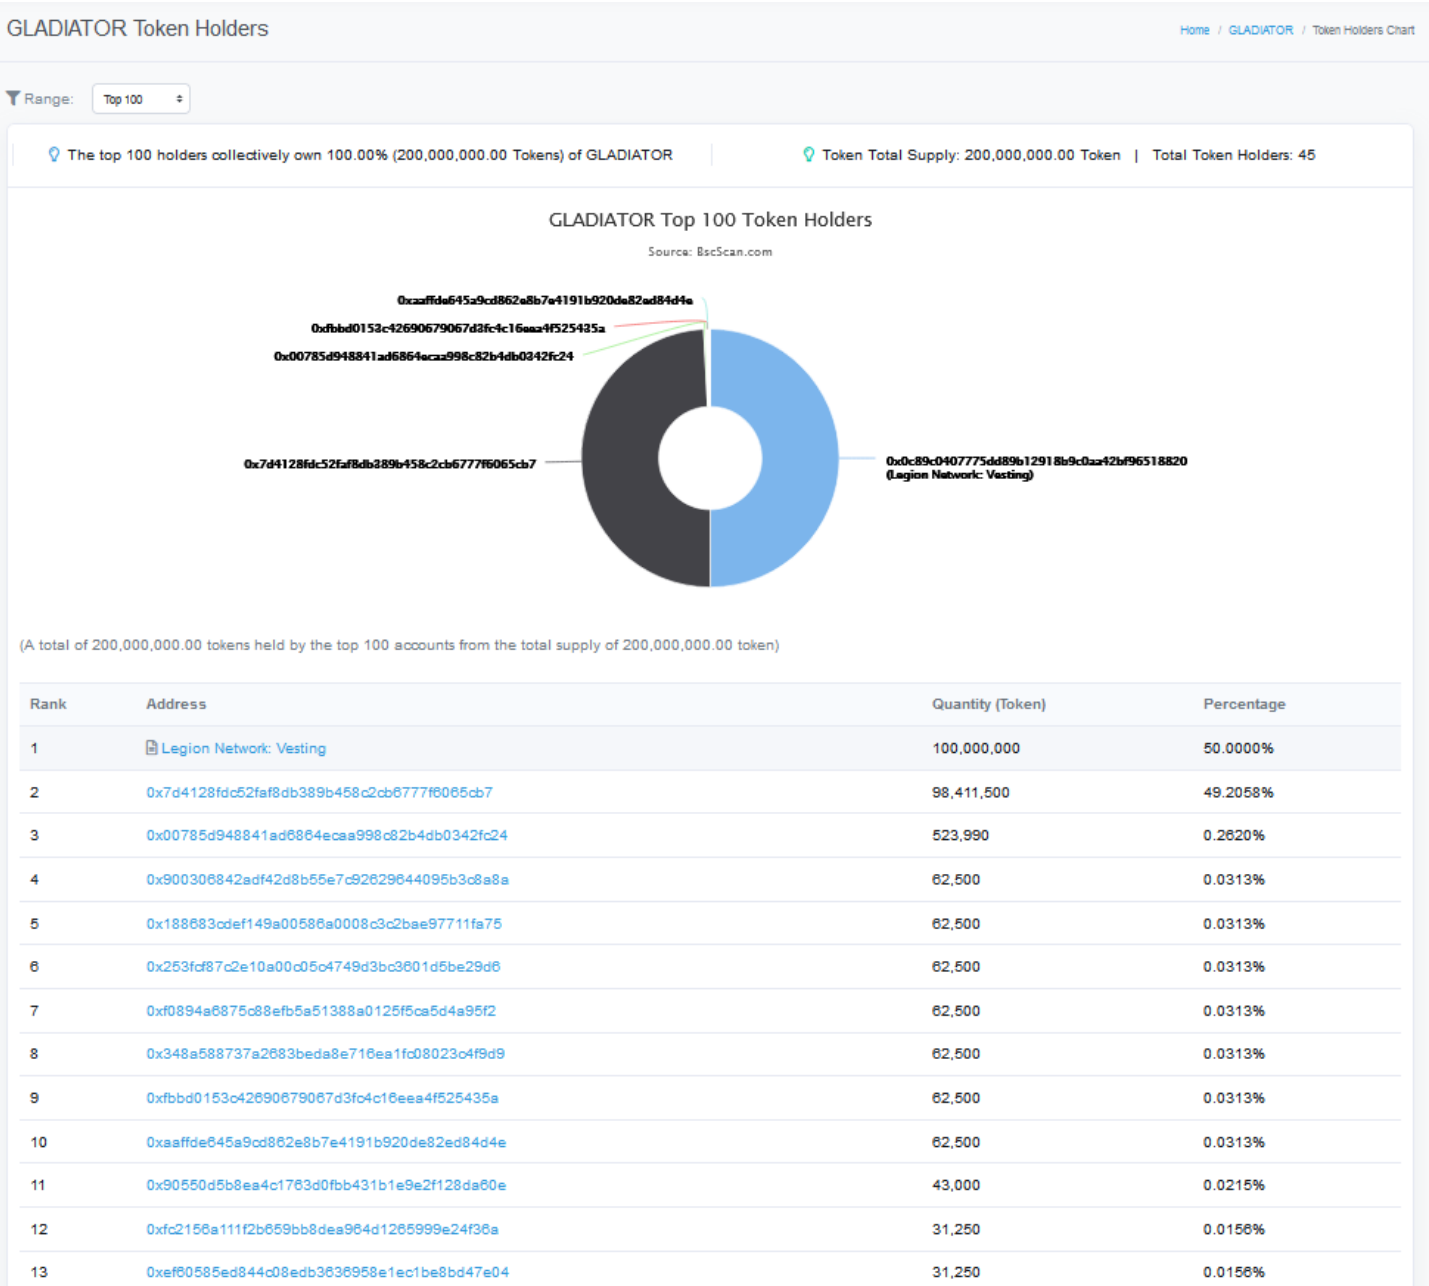 GLADIATOR Token Holders
Home / GLADIATOR / Token Holders Chart
Range: Top 100
The top 100 holders collectively own 100.00% (200,000,000.00 Tokens) of GLADIATOR
Token Total Supply: 200,000,000.00 Token | Total Token Holders: 45
GLADIATOR Top 100 Token Holders
Source: BscScan.com
0xaaffde645a9cd862e8b7e4191b920de82ed84d4e
0xfbbd0153c42690679067d3fc4c16eea4f525435a
0x00785d948841ad6864ecaa998c82b4db0342fc24
0x7d4128fdc52faf8db389b458c2cb6777f6065cb7
0x0c89c0407775dd89b12918b9c0aa42bf96518820
(Legion Network: Vesting)
(A total of 200,000,000.00 tokens held by the top 100 accounts from the total supply of 200,000,000.00 token)
Rank Address Quantity (Token) Percentage
1 Legion Network: Vesting 100,000,000 50.0000%
2 0x7d4128fdc52faf8db389b458c2cb6777f6065cb7 98,411,500 49.2058%
3 0x00785d948841ad6864ecaa998c82b4db0342fc24 523,990 0.2620%
4 0x900306842adf42d8b55e7c92629644095b3c8a8a 62,500 0.0313%
5 0x188683cdef149a00586a0008c3c2bae97711fa75 62,500 0.0313%
6 0x253fcf87c2e10a00c05c4749d3bc3601d5be29d6 62,500 0.0313%
7 0xf0894a6875c88efb5a51388a0125f5ca5d4a95f2 62,500 0.0313%
8 0x348a588737a2683beda8e716ea1fc08023c4f9d9 62,500 0.0313%
9 0xfbbd0153c42690679067d3fc4c16eea4f525435a 62,500 0.0313%
10 0xaaffde645a9cd862e8b7e4191b920de82ed84d4e 62,500 0.0313%
11 0x90550d5b8ea4c1763d0fbb431b1e9e2f128da60e 43,000 0.0215%
12 0xfc2156a111f2b659bb8dea964d1265999e24f36a 31,250 0.0156%
13 0xef60585ed844c08edb3636958e1ec1be8bd47e04 31,250 0.0156%